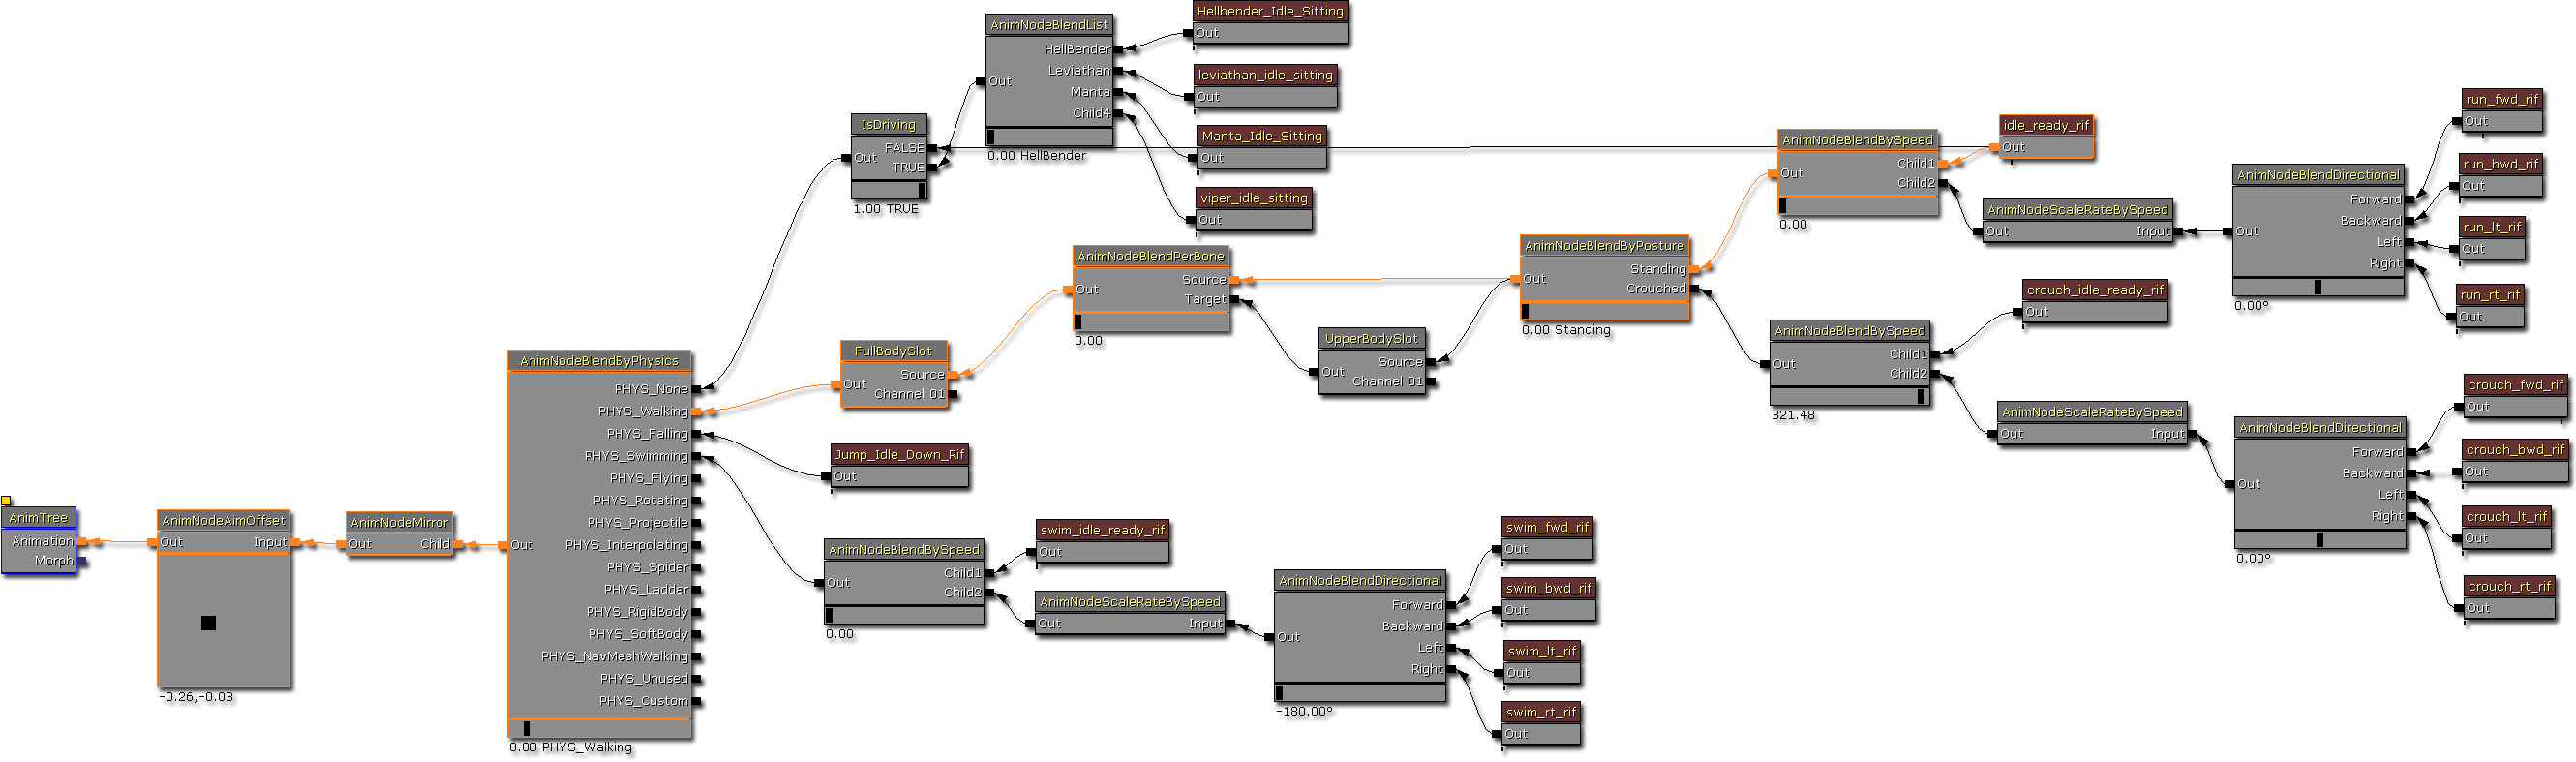 AnimTree
Animation
Morph
AnimNodeAimOffset
Out
Input
-0.26,-0.03
AnimNodeMirror
Out
Child
AnimNodeBlendByPhysics
Out
PHYS_None
PHYS_Walking
PHYS_Falling
PHYS_Swimming
PHYS_Flying
PHYS_Rotating
PHYS_Projectile
PHYS_Interpolating
PHYS_Spider
PHYS_Ladder
PHYS_RigidBody
PHYS_SoftBody
PHYS_NavMeshWalking
PHYS_Unused
PHYS_Custom
0.08 PHYS_Walking
IsDriving
Out
FALSE
TRUE
1.00 TRUE
AnimNodeBlendList
Out
HellBender
Leviathan
Manta
Child4
0.00 HellBender
Hellbender_Idle_Sitting
Out
leviathan_idle_sitting
Out
Manta_Idle_Sitting
Out
viper_idle_sitting
Out
FullBodySlot
Out
Source
Channel 01
AnimNodeBlendPerBone
Out
Source
Target
0.00
UpperBodySlot
Out
Source
Channel 01
AnimNodeBlendByPosture
Out
Standing
Crouched
0.00 Standing
AnimNodeBlendBySpeed
Out
Child1
Child2
0.00
idle_ready_rif
Out
AnimNodeScaleRateBySpeed
Out
Input
AnimNodeBlendDirectional
Out
Forward
Backward
Left
Right
0.00°
run_fwd_rif
Out
run_bwd_rif
Out
run_lt_rif
Out
run_rt_rif
Out
AnimNodeBlendBySpeed
Out
Child1
Child2
321.48
crouch_idle_ready_rif
Out
AnimNodeScaleRateBySpeed
Out
Input
AnimNodeBlendDirectional
Out
Forward
Backward
Left
Right
0.00°
crouch_fwd_rif
Out
crouch_bwd_rif
Out
crouch_lt_rif
Out
crouch_rt_rif
Out
Jump_Idle_Down_Rif
Out
AnimNodeBlendBySpeed
Out
Child1
Child2
0.00
swim_idle_ready_rif
Out
AnimNodeScaleRateBySpeed
Out
Input
AnimNodeBlendDirectional
Out
Forward
Backward
Left
Right
-180.00°
swim_fwd_rif
Out
swim_bwd_rif
Out
swim_lt_rif
Out
swim_rt_rif
Out